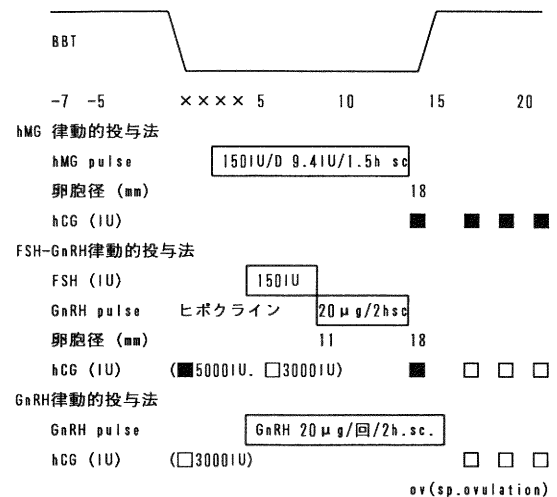 BBT
-7 -5 ×××× 5 10 15 20
hMG 律動的投与法
hMG pulse 150IU/D 9.4IU/1.5h sc
卵胞径 (mm) 18
hCG (IU) ■ ■ ■ ■
FSH-GnRH律動的投与法
FSH (IU) 150IU
GnRH pulse ヒポクライン 20μg/2hsc
卵胞径 (mm) 11 18
hCG (IU) (■5000IU. □3000IU) ■ □ □ □
GnRH律動的投与法
GnRH pulse GnRH 20μg/回/2h.sc.
hCG (IU) (□3000IU) □ □ □
ov(sp.ovulation)